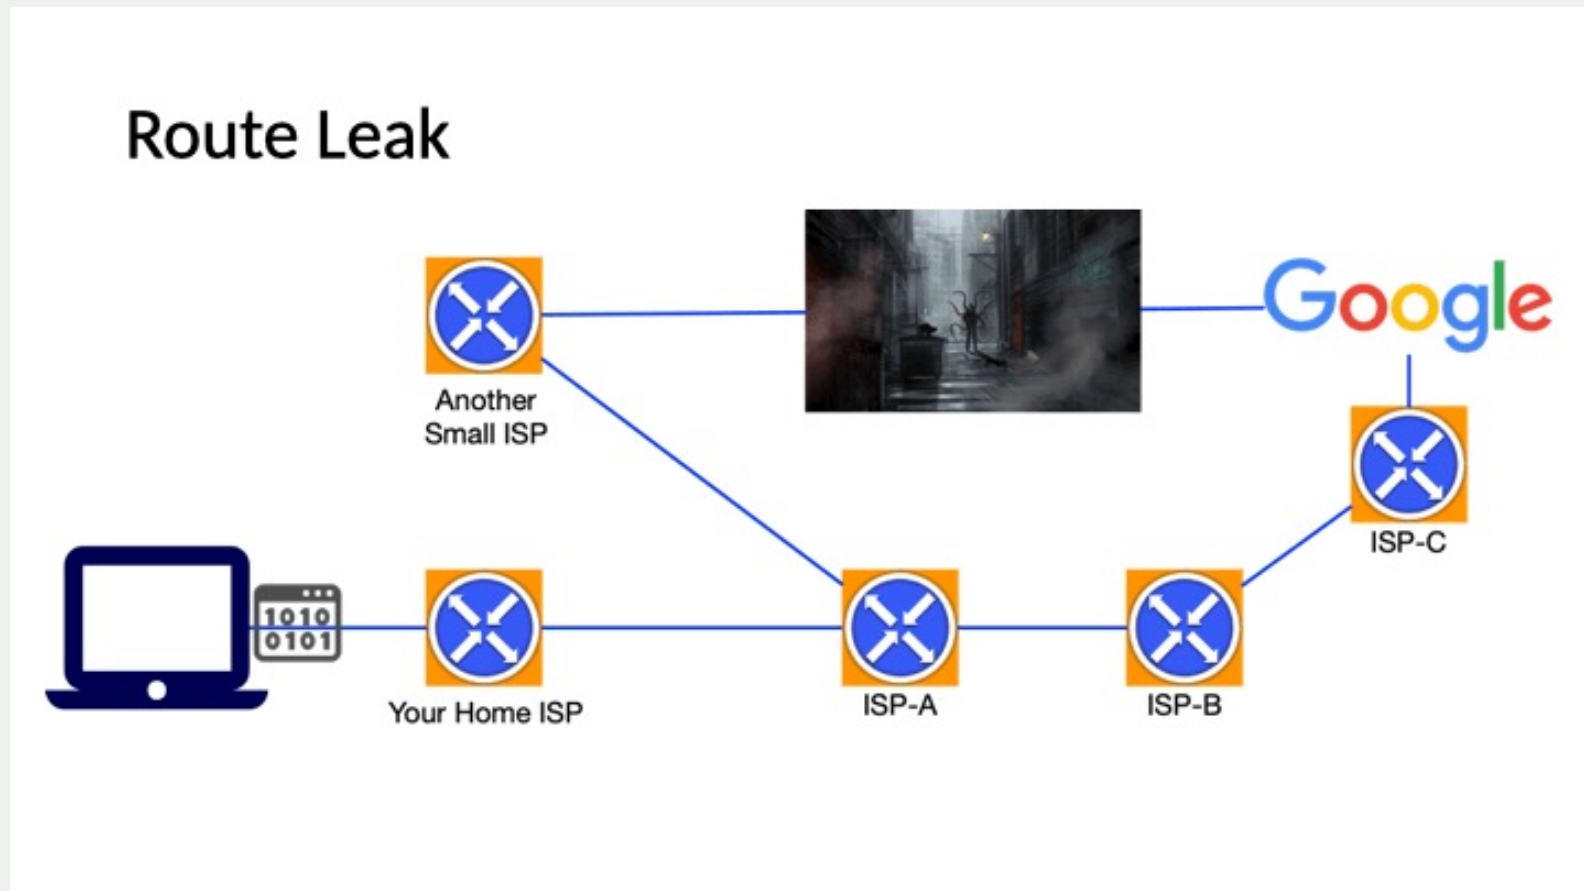 Route Leak
Google
Another
Small ISP
ISP-C
1010
0101
Your Home ISP
ISP-A
ISP-B